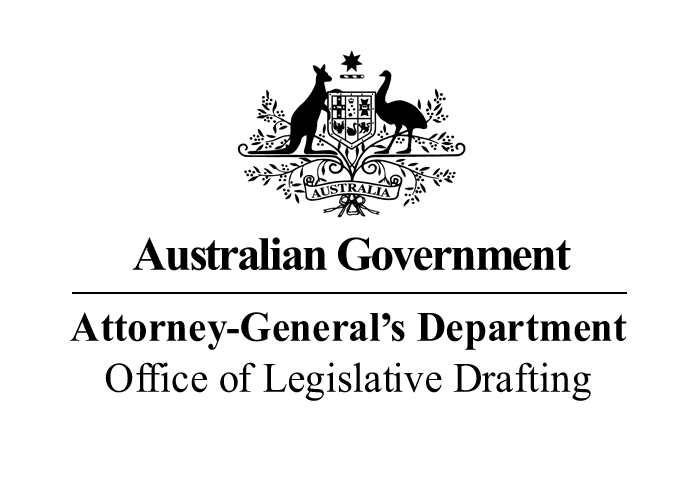 AUSTRALIA
Australian Government
Attorney-General’s Department
Office of Legislative Drafting